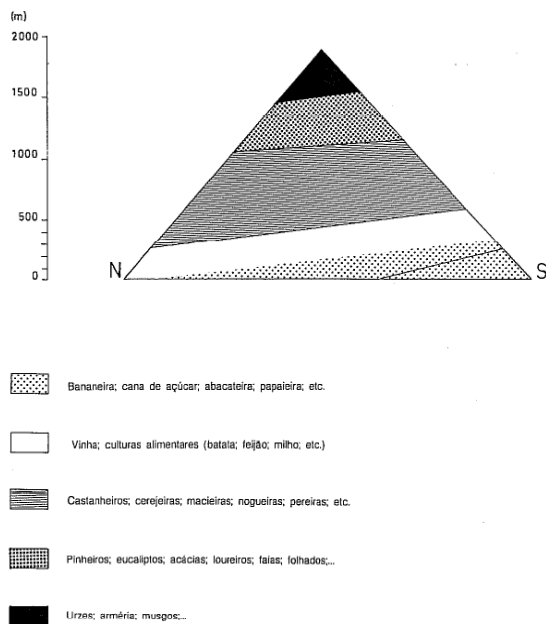 (m)
2000
1500
1000
500
0
N
S
Bananeira; cana de açúcar; abacateira; papaieira; etc.
Vinha; culturas alimentares (batata; feijão; milho; etc.)
Castanheiros; cerejeiras; macieiras; nogueiras; pereiras; etc.
Pinheiros; eucaliptos; acácias; loureiros; faías; folhados;...
Urzes; arméria; musgos;...